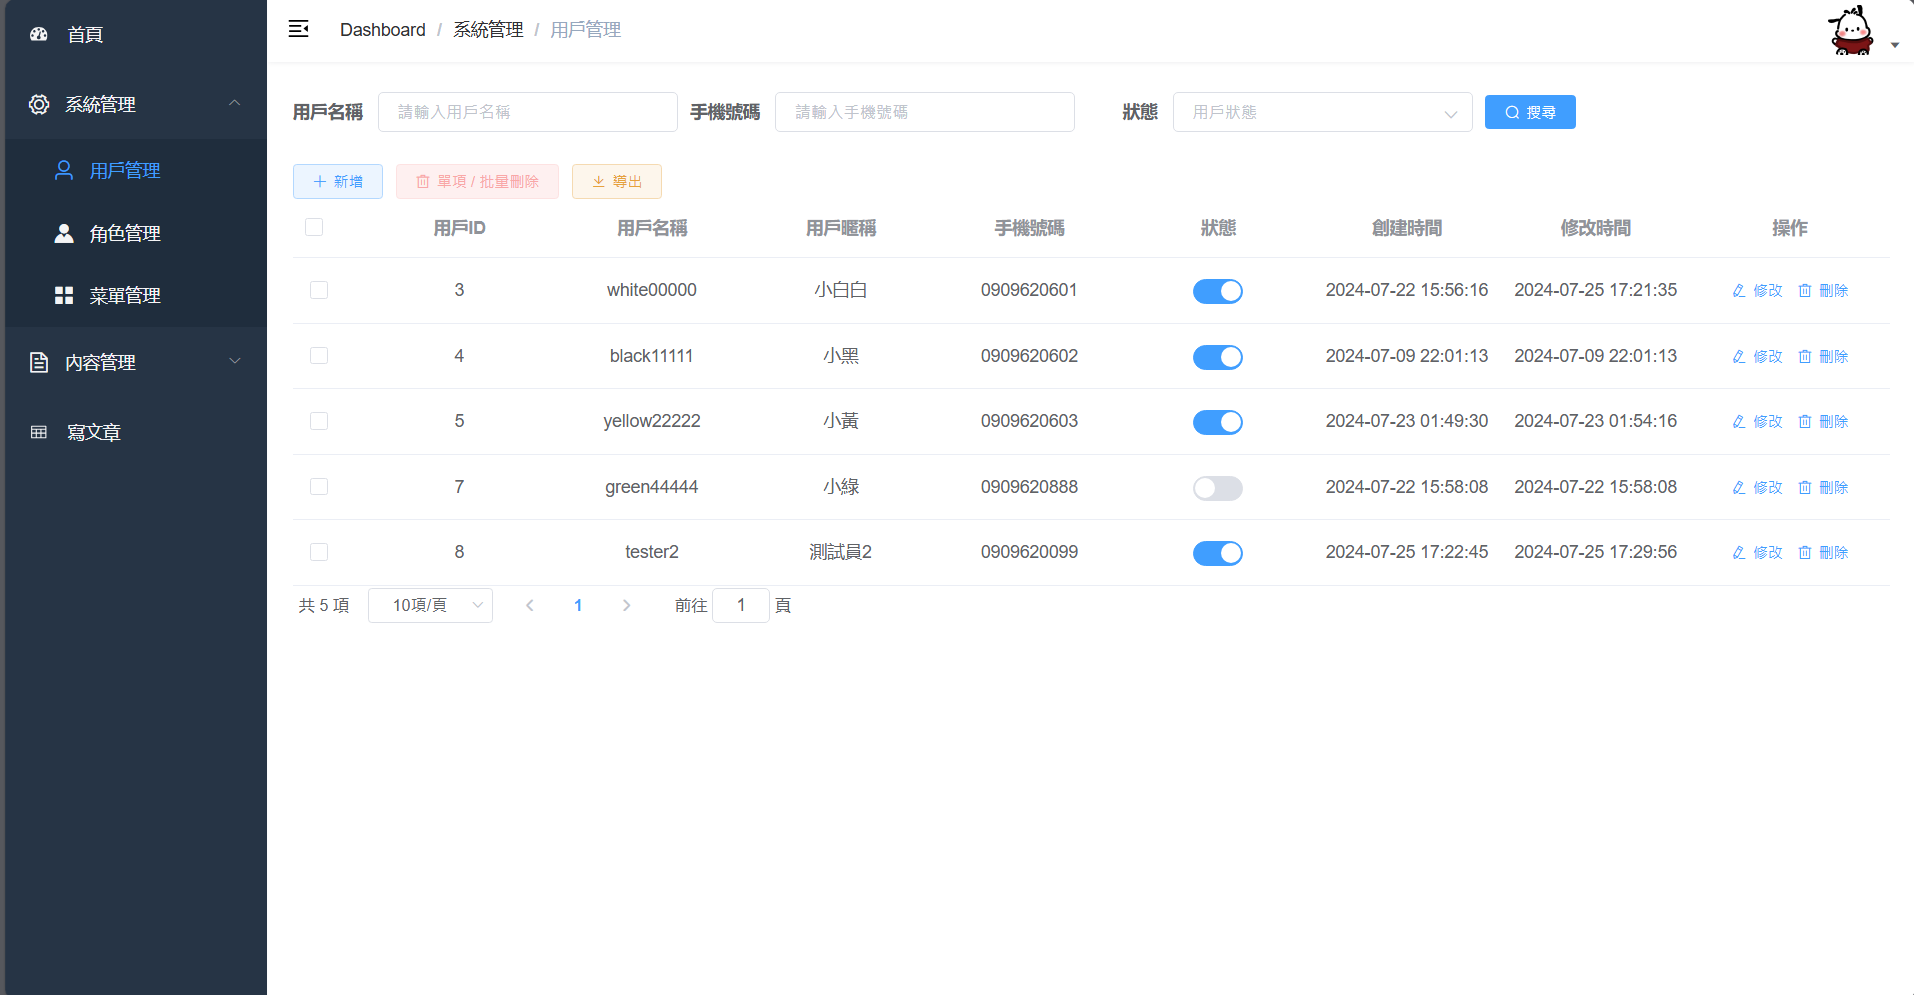 首頁
系統管理
用戶管理
角色管理
菜單管理
內容管理
寫文章
Dashboard / 系統管理 / 用戶管理
用戶名稱 請輸入用戶名稱 手機號碼 請輸入手機號碼 狀態 用戶狀態 搜尋
新增 單項 / 批量刪除 導出
用戶ID 用戶名稱 用戶暱稱 手機號碼 狀態 創建時間 修改時間 操作
3 white00000 小白白 0909620601 2024-07-22 15:56:16 2024-07-25 17:21:35 修改 刪除
4 black11111 小黑 0909620602 2024-07-09 22:01:13 2024-07-09 22:01:13 修改 刪除
5 yellow22222 小黃 0909620603 2024-07-23 01:49:30 2024-07-23 01:54:16 修改 刪除
7 green44444 小綠 0909620888 2024-07-22 15:58:08 2024-07-22 15:58:08 修改 刪除
8 tester2 測試員2 0909620099 2024-07-25 17:22:45 2024-07-25 17:29:56 修改 刪除
共 5 項 10項/頁 1 前往 1 頁